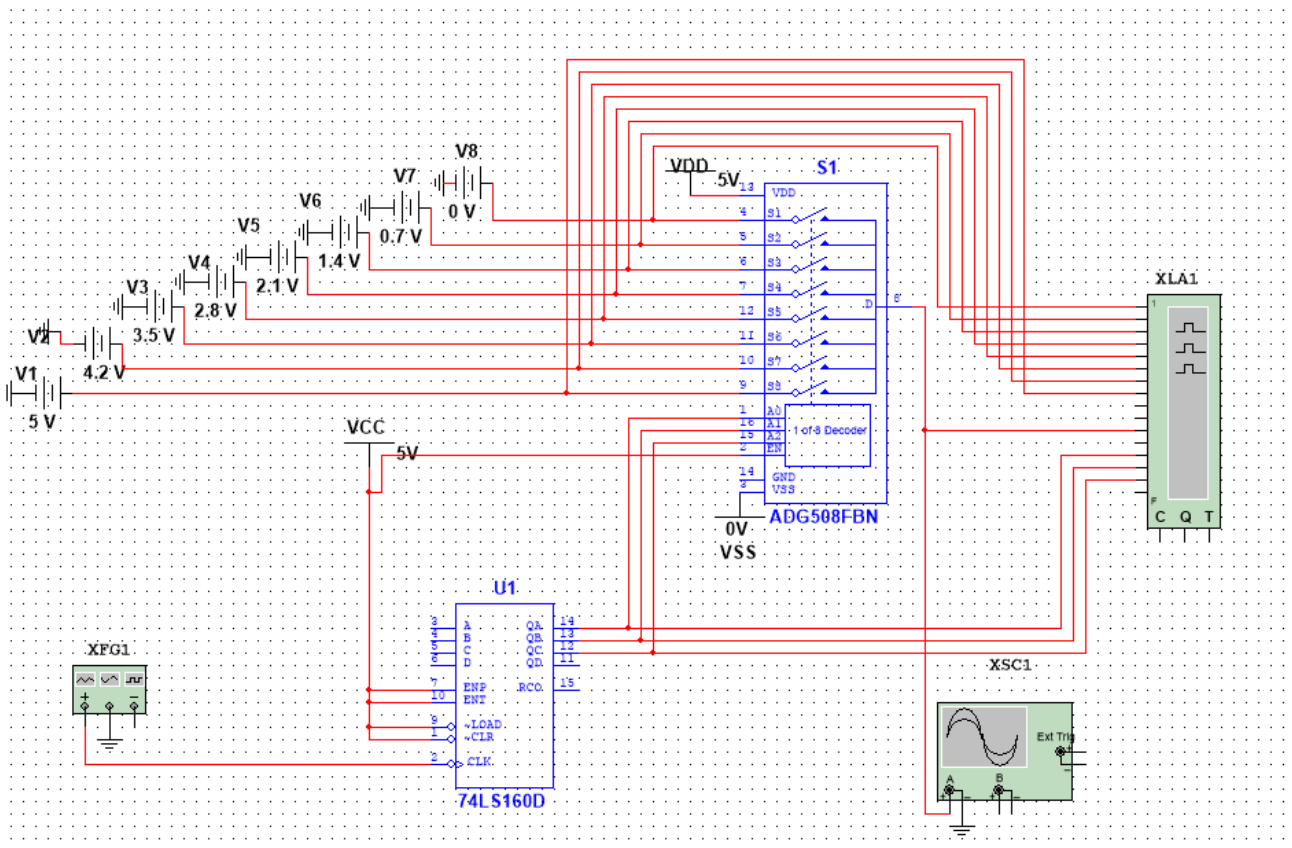 V8
0 V
V7
0.7 V
V6
1.4 V
V5
2.1 V
V4
2.8 V
V3
3.5 V
V2
4.2 V
V1
5 V
VDD
5V
S1
13 VDD
4 S1
5 S2
6 S3
7 S4
12 S5
11 S6
10 S7
9 S8
D 8
1 A0
16 A1
15 A2
2 EN
1-of-8 Decoder
14 GND
3 VSS
ADG508FBN
0V
VSS
XLA1
1
F
C Q T
VCC
5V
U1
3 A QA 14
4 B QB 13
5 C QC 12
6 D QD 11
7 ENP RCO 15
10 ENT
9 ~LOAD
1 ~CLR
2 CLK
74LS160D
XFG1
+ −
XSC1
Ext Trig
+
−
A B
+ − + −